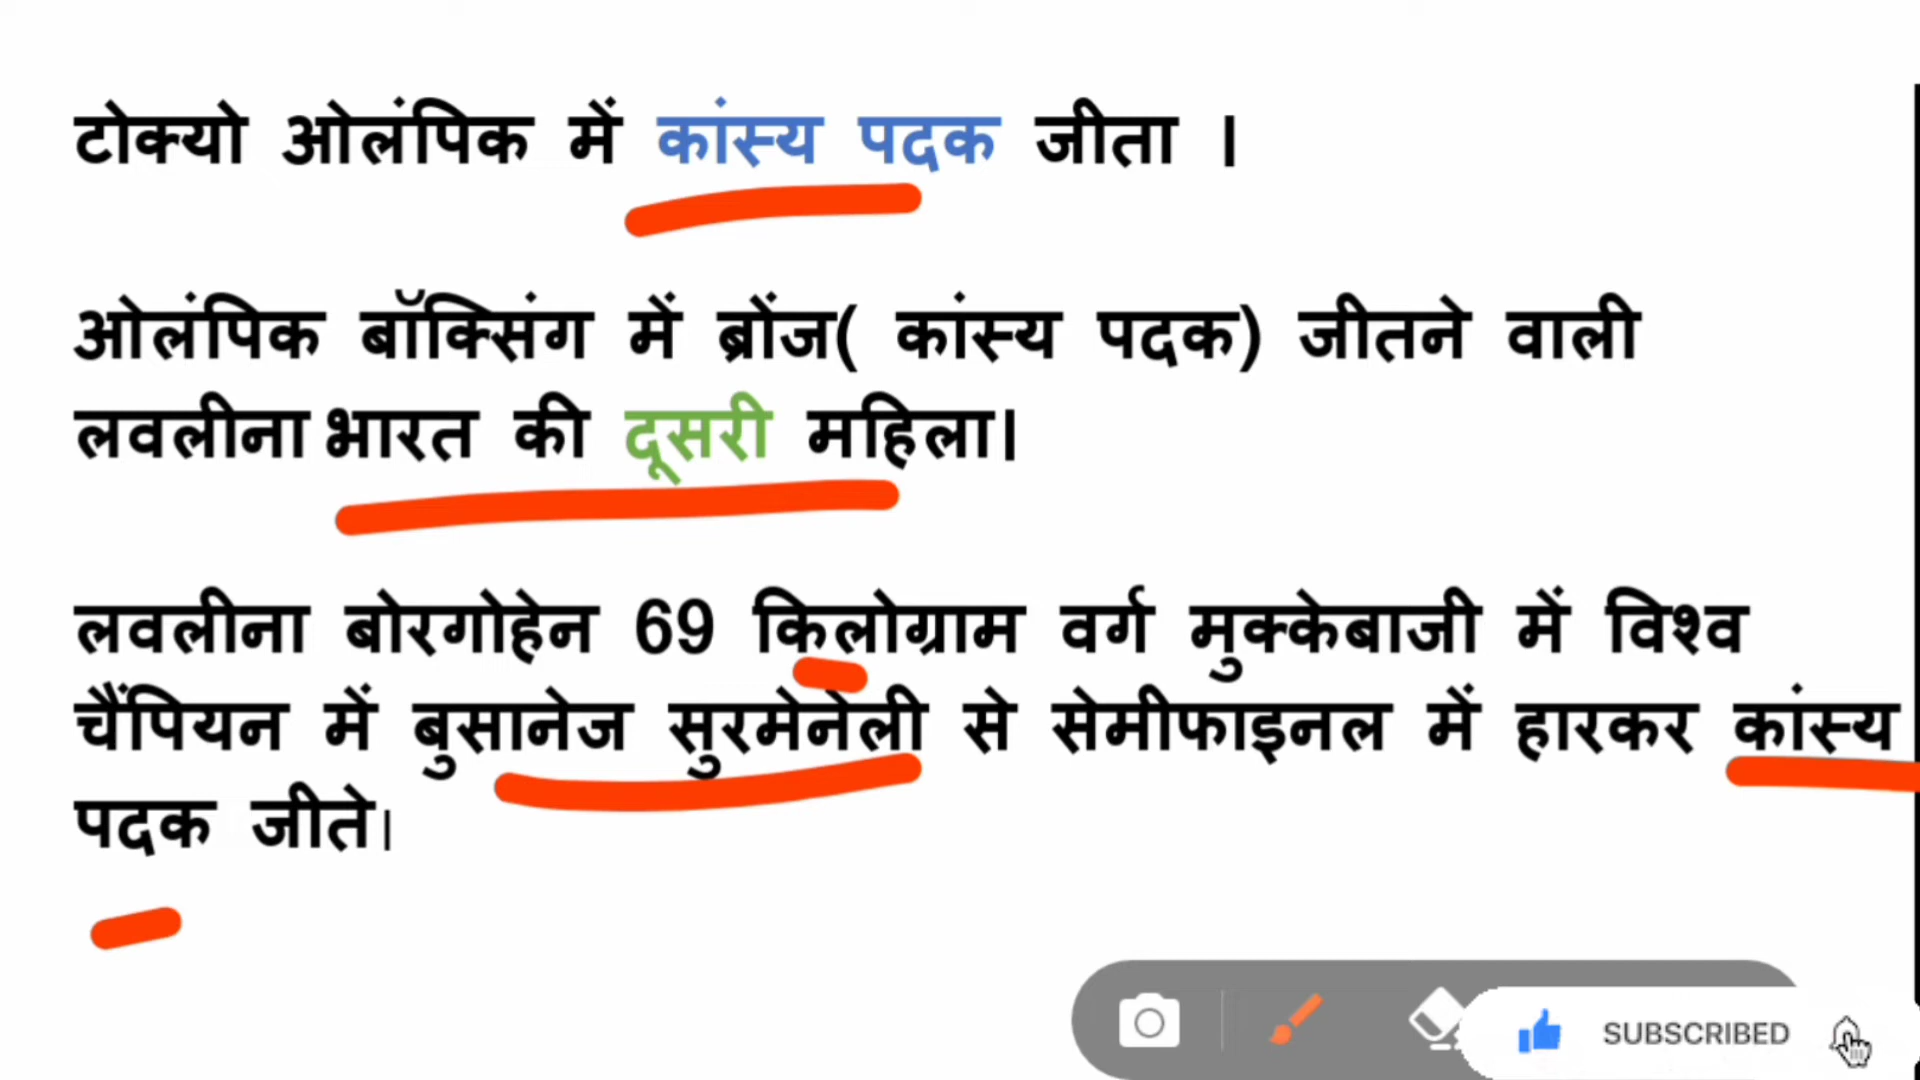 टोक्यो ओलंपिक में कांस्य पदक जीता ।
ओलंपिक बॉक्सिंग में ब्रोंज( कांस्य पदक) जीतने वाली
लवलीना भारत की दूसरी महिला।
लवलीना बोरगोहेन 69 किलोग्राम वर्ग मुक्केबाजी में विश्व
चैंपियन में बुसानेज सुरमेनेली से सेमीफाइनल में हारकर कांस्य
पदक जीते।
SUBSCRIBED